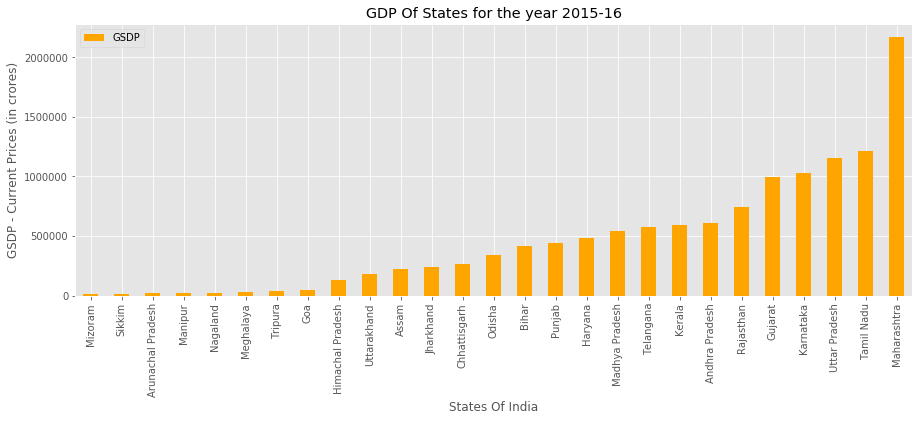 GDP Of States for the year 2015-16
GSDP
GSDP - Current Prices (in crores)
2000000
1500000
1000000
500000
0
Mizoram
Sikkim
Arunachal Pradesh
Manipur
Nagaland
Meghalaya
Tripura
Goa
Himachal Pradesh
Uttarakhand
Assam
Jharkhand
Chhattisgarh
Odisha
Bihar
Punjab
Haryana
Madhya Pradesh
Telangana
Kerala
Andhra Pradesh
Rajasthan
Gujarat
Karnataka
Uttar Pradesh
Tamil Nadu
Maharashtra
States Of India